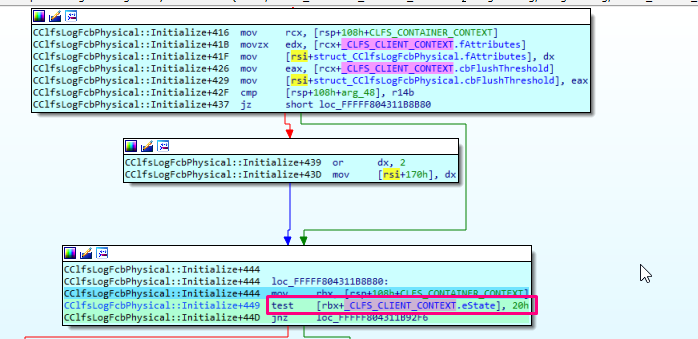 CClfsLogFcbPhysical::Initialize+416 mov rcx, [rsp+108h+CLFS_CONTAINER_CONTEXT]
CClfsLogFcbPhysical::Initialize+41B movzx edx, [rcx+_CLFS_CLIENT_CONTEXT.fAttributes]
CClfsLogFcbPhysical::Initialize+41F mov [rsi+struct_CClfsLogFcbPhysical.fAttributes], dx
CClfsLogFcbPhysical::Initialize+426 mov eax, [rcx+_CLFS_CLIENT_CONTEXT.cbFlushThreshold]
CClfsLogFcbPhysical::Initialize+429 mov [rsi+struct_CClfsLogFcbPhysical.cbFlushThreshold], eax
CClfsLogFcbPhysical::Initialize+42F cmp [rsp+108h+arg_48], r14b
CClfsLogFcbPhysical::Initialize+437 jz short loc_FFFFF804311B8B80
CClfsLogFcbPhysical::Initialize+439 or dx, 2
CClfsLogFcbPhysical::Initialize+43D mov [rsi+170h], dx
CClfsLogFcbPhysical::Initialize+444
CClfsLogFcbPhysical::Initialize+444 loc_FFFFF804311B8B80:
CClfsLogFcbPhysical::Initialize+444 mov rbx, [rsp+108h+CLFS_CONTAINER_CONTEXT]
CClfsLogFcbPhysical::Initialize+449 test [rbx+_CLFS_CLIENT_CONTEXT.eState], 20h
CClfsLogFcbPhysical::Initialize+44D jnz loc_FFFFF804311B92F6